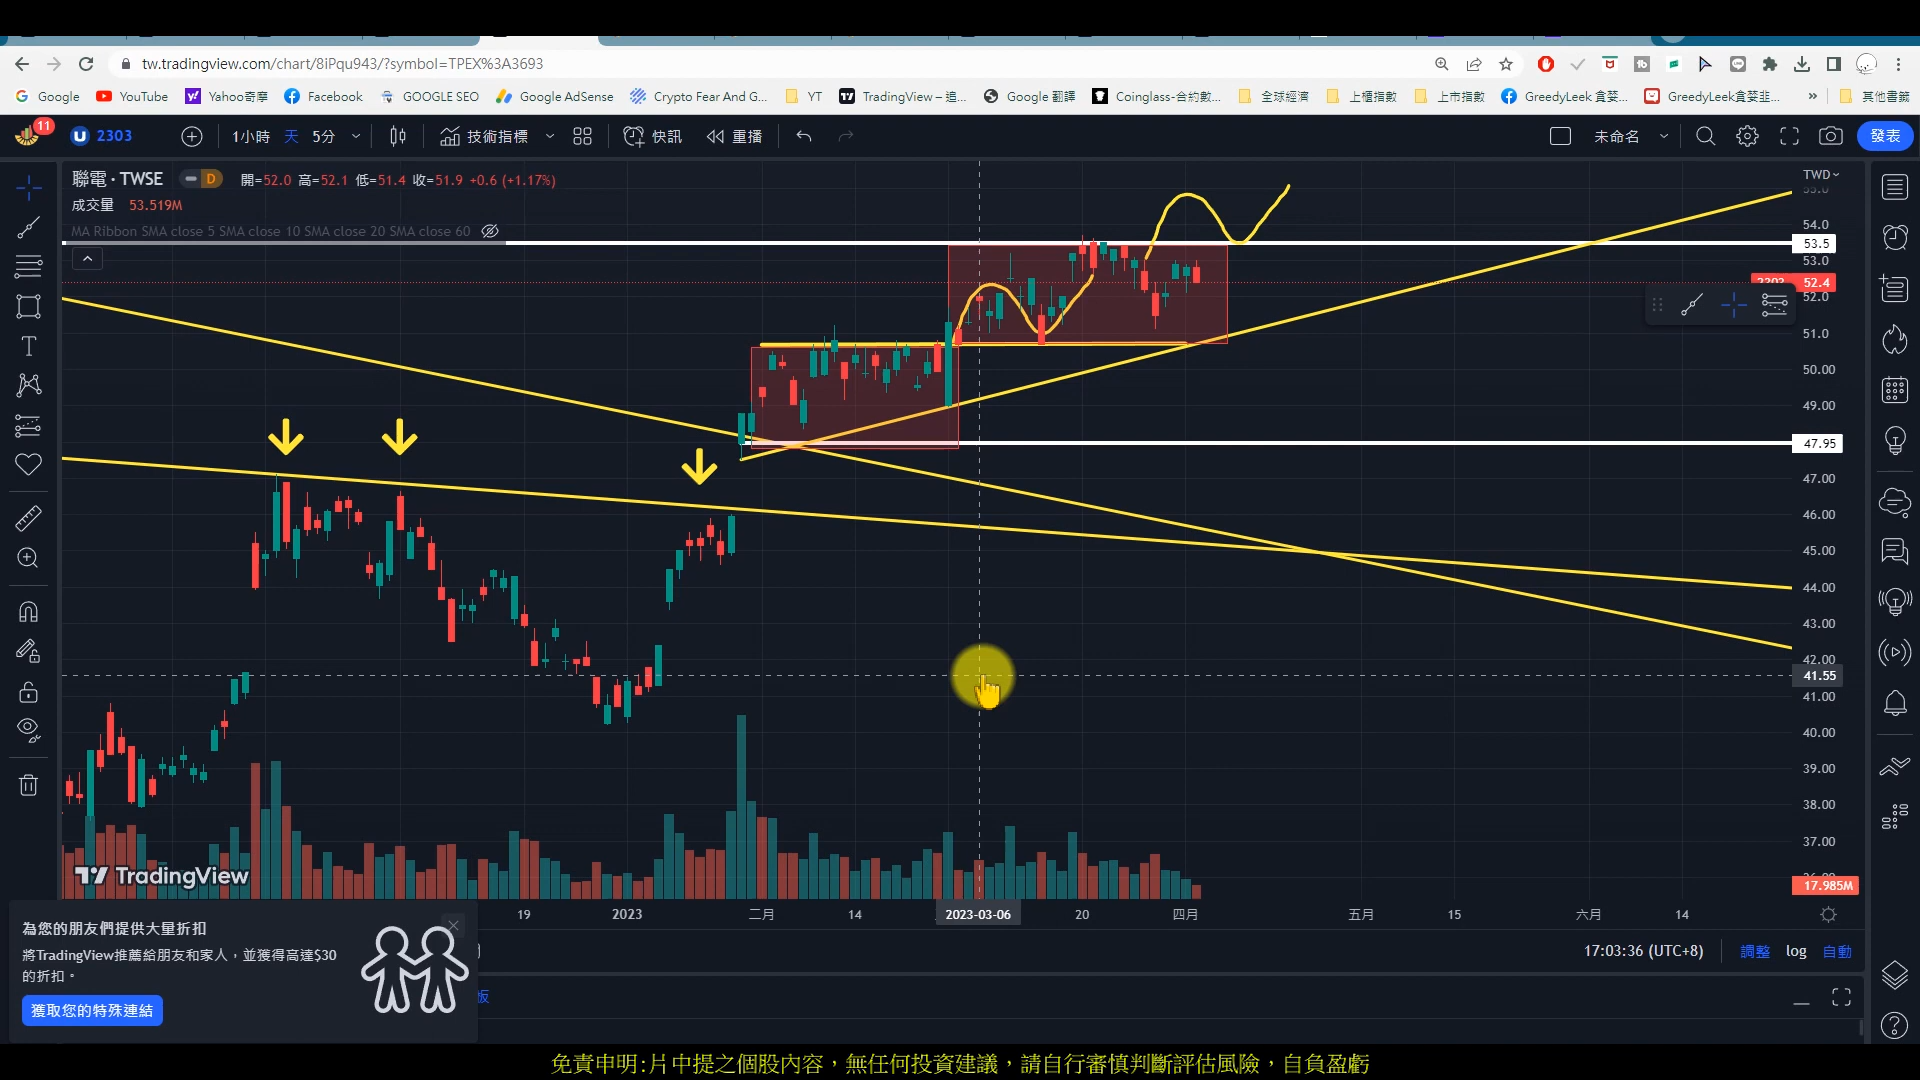 tw.tradingview.com/chart/8iPqu943/?symbol=TPEX%3A3693
Google YouTube Yahoo奇摩 Facebook GOOGLE SEO Google AdSense Crypto Fear And G... YT TradingView – 追... Google 翻譯 Coinglass-合約數... 全球經濟 上櫃指數 上市指數 GreedyLeek 貪婪... GreedyLeek貪婪韭... » 其他書籤
11 2303 1小時 天 5分 技術指標 快訊 重播 未命名 發表
聯電 · TWSE D 開=52.0 高=52.1 低=51.4 收=51.9 +0.6 (+1.17%)
TWD
成交量 53.519M
MA Ribbon SMA close 5 SMA close 10 SMA close 20 SMA close 60
55.0
54.0
53.5
53.0
2303 52.4
52.0
51.0
50.00
49.00
47.95
47.00
46.00
45.00
44.00
43.00
42.00
41.55
41.00
40.00
39.00
38.00
37.00
TradingView
17.985M
19 2023 二月 14 2023-03-06 20 四月 五月 15 六月 14
為您的朋友們提供大量折扣
將TradingView推薦給朋友和家人，並獲得高達$30
的折扣。
獲取您的特殊連結
17:03:36 (UTC+8) 調整 log 自動
板
免責申明:片中提之個股內容，無任何投資建議，請自行審慎判斷評估風險，自負盈虧